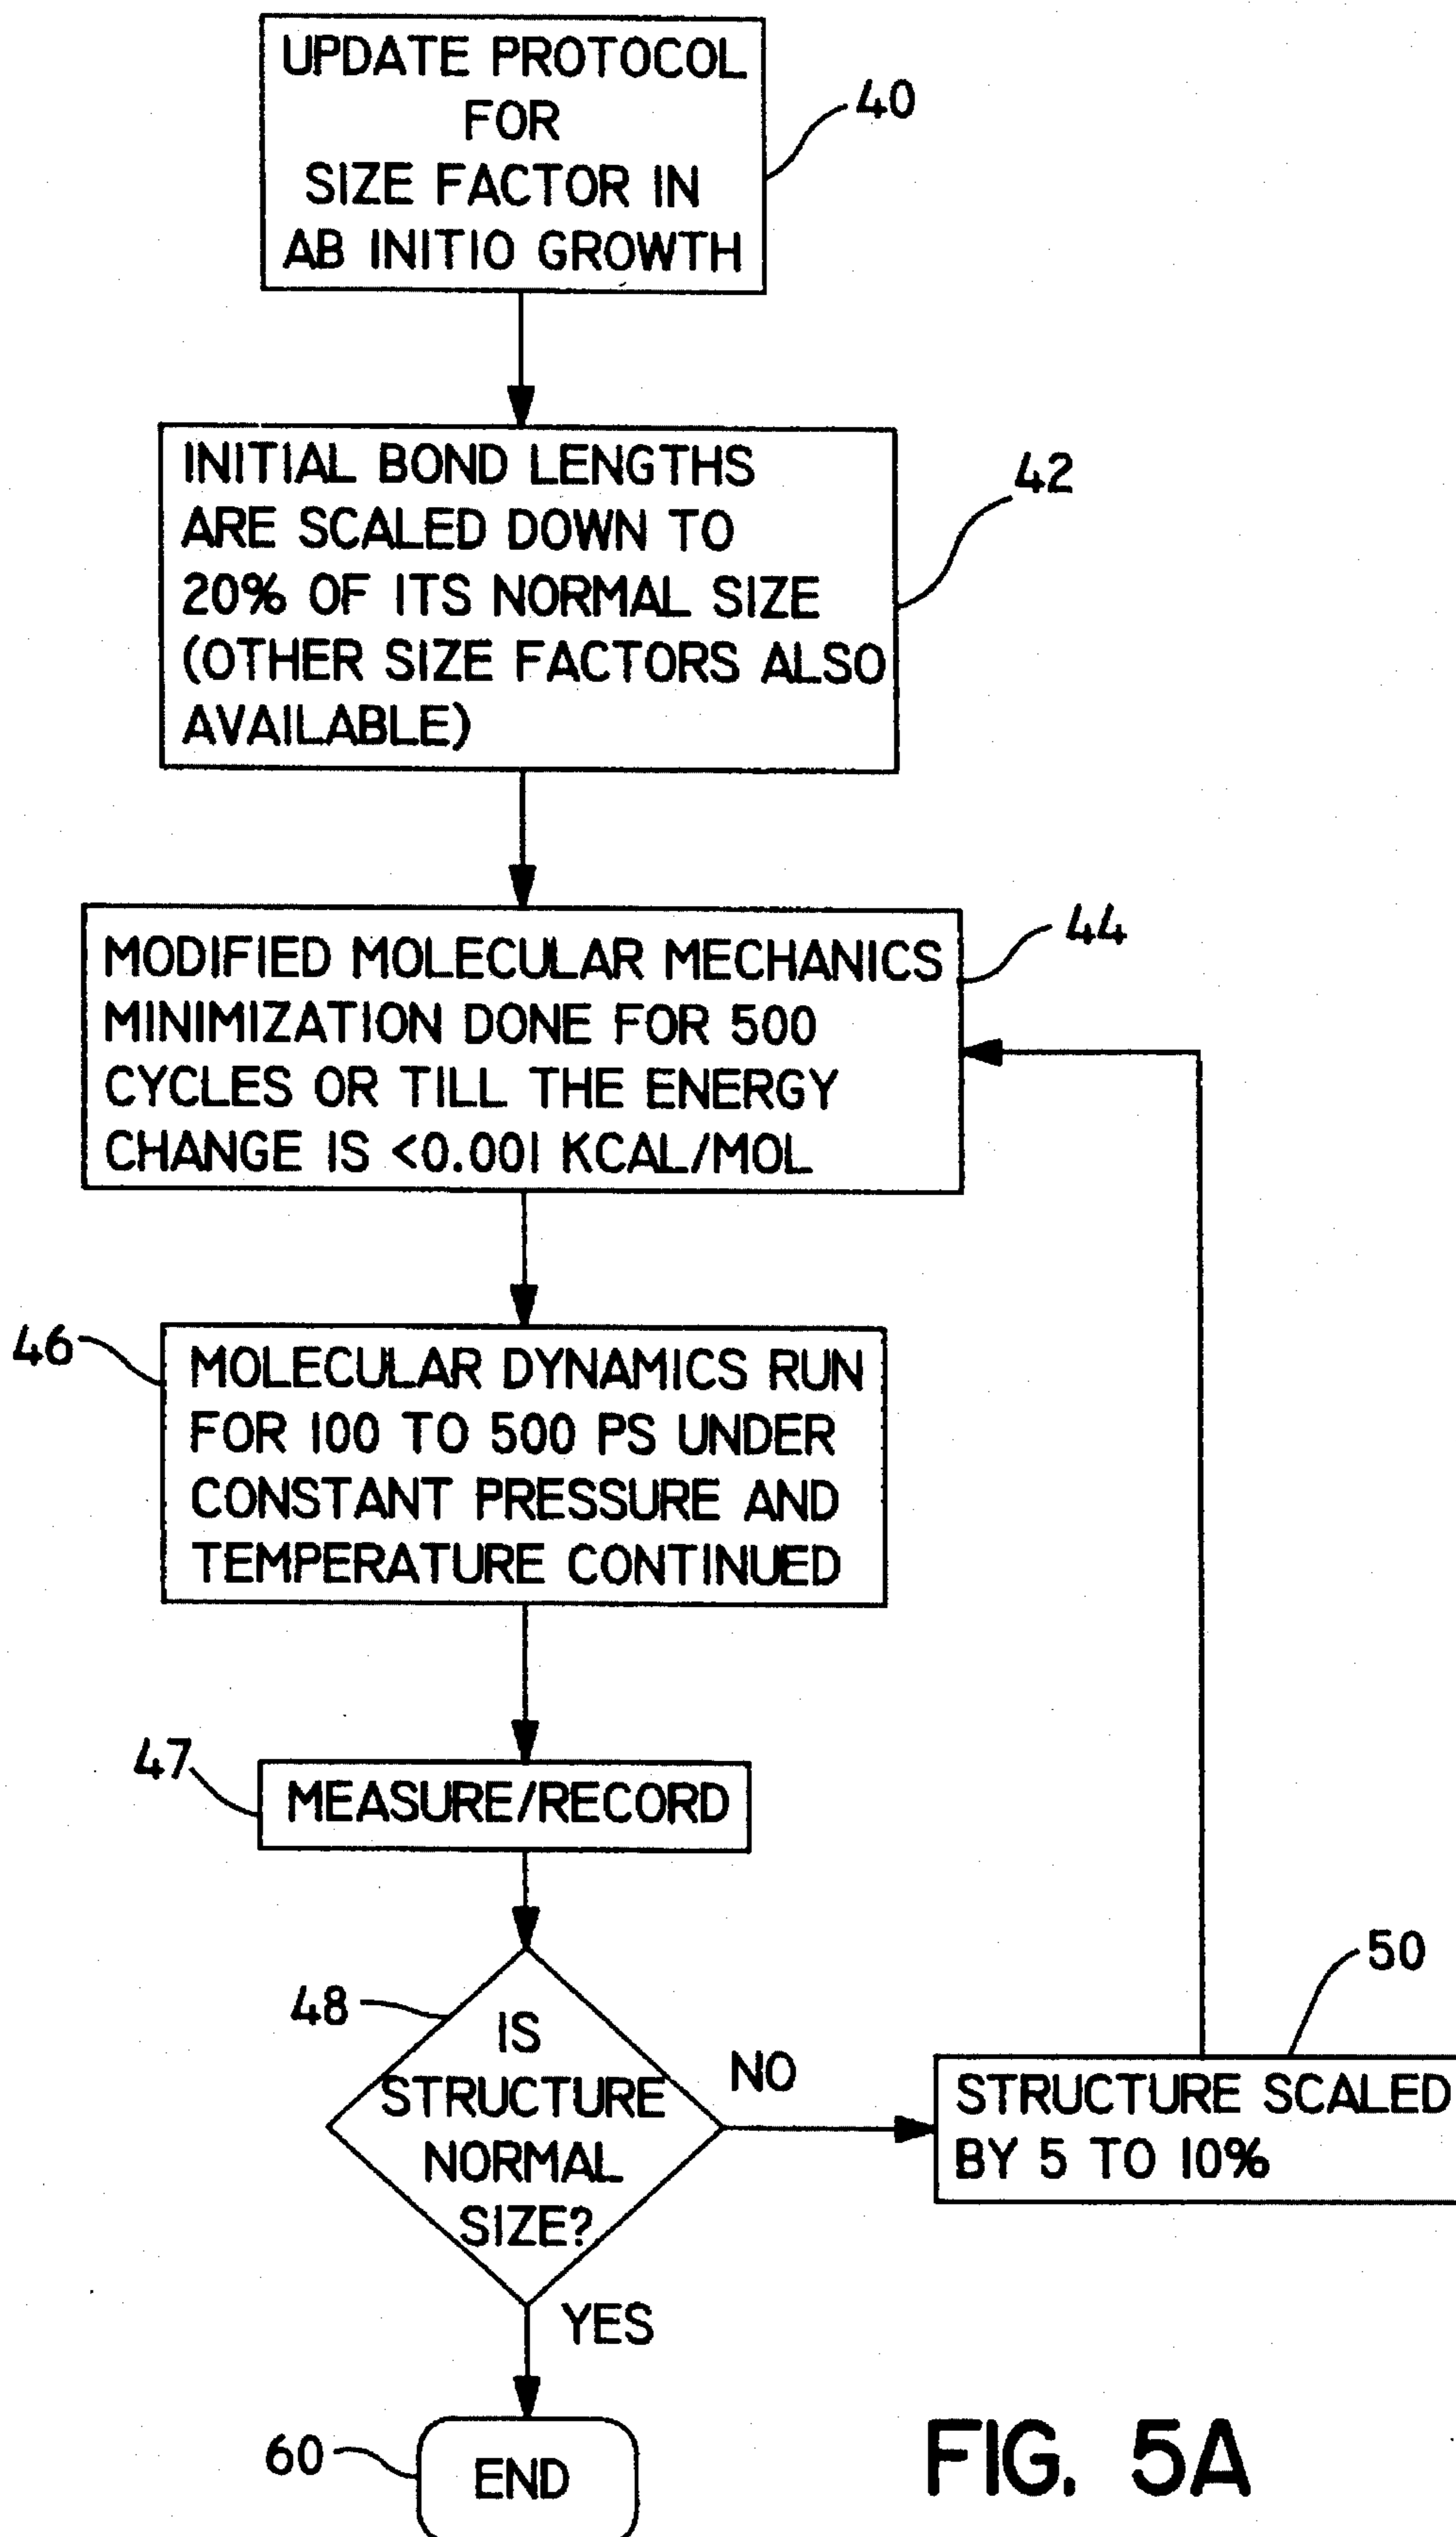 UPDATE PROTOCOL
FOR
SIZE FACTOR IN
AB INITIO GROWTH
40
INITIAL BOND LENGTHS
ARE SCALED DOWN TO
20% OF ITS NORMAL SIZE
(OTHER SIZE FACTORS ALSO
AVAILABLE)
42
MODIFIED MOLECULAR MECHANICS
MINIMIZATION DONE FOR 500
CYCLES OR TILL THE ENERGY
CHANGE IS <0.001 KCAL/MOL
44
46
MOLECULAR DYNAMICS RUN
FOR 100 TO 500 PS UNDER
CONSTANT PRESSURE AND
TEMPERATURE CONTINUED
47
MEASURE/RECORD
48
IS
STRUCTURE
NORMAL
SIZE?
NO
50
STRUCTURE SCALED
BY 5 TO 10%
YES
60
END
FIG. 5A